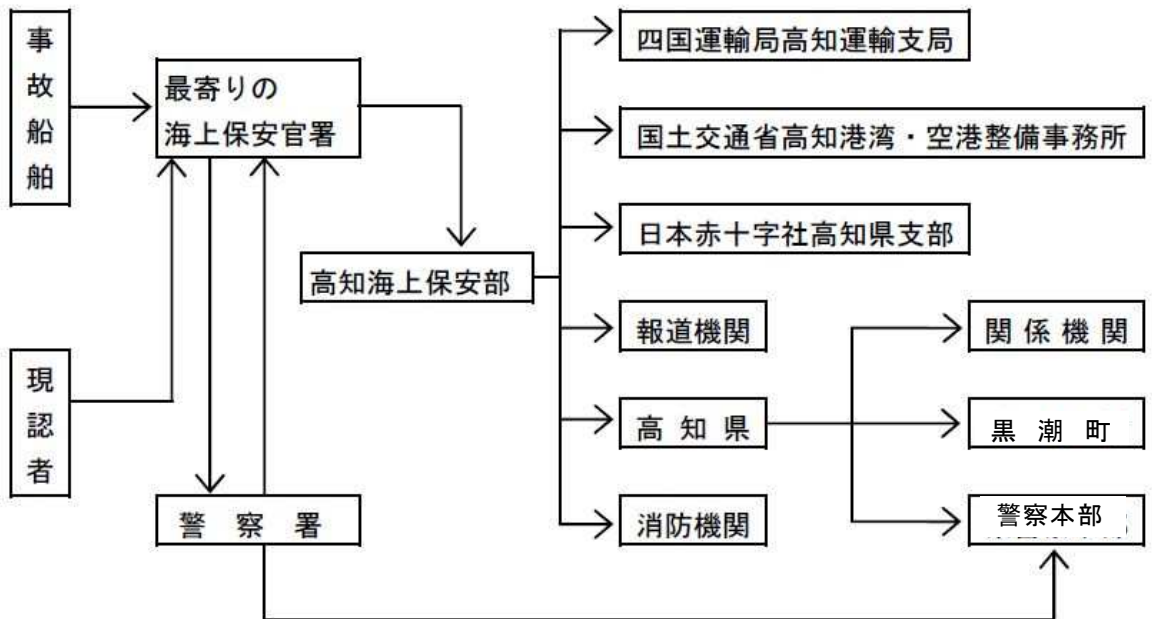 事故船舶
最寄りの
海上保安官署
現認者
警察署
高知海上保安部
四国運輸局高知運輸支局
国土交通省高知港湾・空港整備事務所
日本赤十字社高知県支部
報道機関
高知県
消防機関
関係機関
黒潮町
警察本部